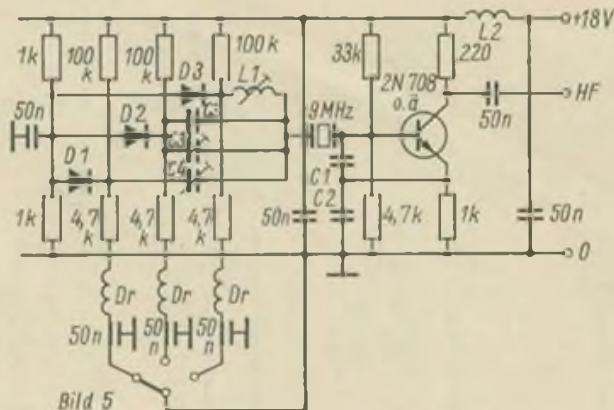 1k
100
k
100
k
100 k
D3
L1
50n
D2
D1
C3
C4
1k
4,7
k
4,7
k
4,7
k
50n
Dr
Dr
Dr
50n
50
n
50
n
Bild 5
9MHz
C1
C2
33k
220
L2
2N 708
o.ä
50n
4,7k
1k
50n
+18V
HF
0